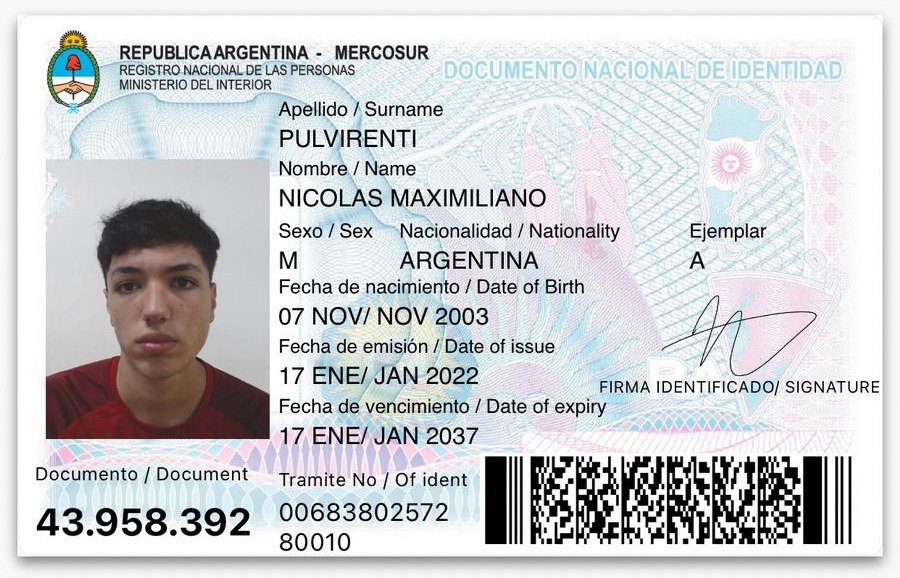 REPUBLICA ARGENTINA - MERCOSUR
REGISTRO NACIONAL DE LAS PERSONAS
MINISTERIO DEL INTERIOR
DOCUMENTO NACIONAL DE IDENTIDAD
Apellido / Surname
PULVIRENTI
Nombre / Name
NICOLAS MAXIMILIANO
Sexo / Sex Nacionalidad / Nationality Ejemplar
M ARGENTINA A
Fecha de nacimiento / Date of Birth
07 NOV/ NOV 2003
Fecha de emisión / Date of issue
17 ENE/ JAN 2022
FIRMA IDENTIFICADO/ SIGNATURE
Fecha de vencimiento / Date of expiry
17 ENE/ JAN 2037
Documento / Document
43.958.392
Tramite No / Of ident
00683802572
80010